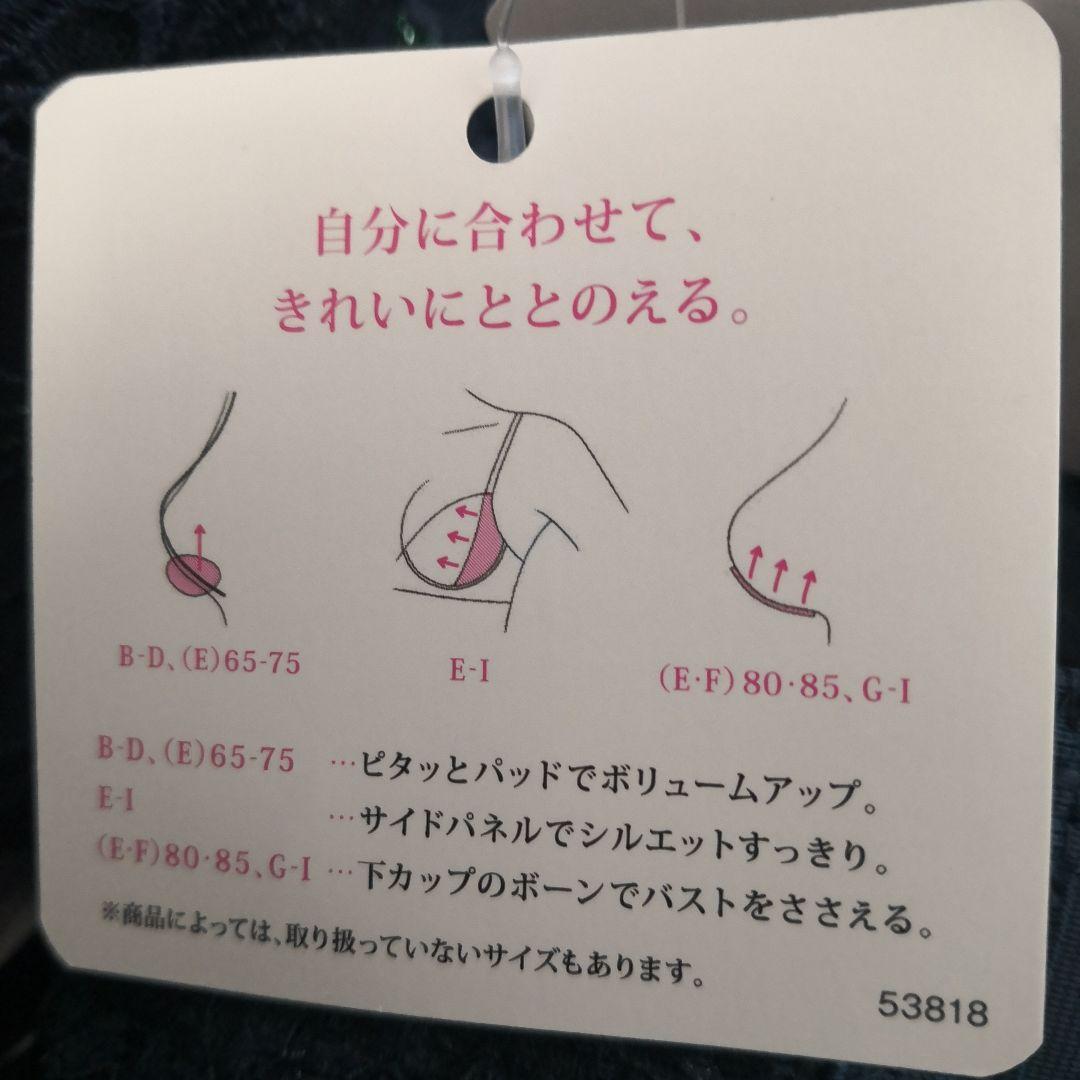 自分に合わせて、
きれいにととのえる。
B-D、(E)65-75
E-I
(E·F)80·85、G-I
B-D、(E)65-75 …ピタッとパッドでボリュームアップ。
E-I …サイドパネルでシルエットすっきり。
(E·F)80·85、G-I …下カップのボーンでバストをささえる。
※商品によっては、取り扱っていないサイズもあります。
53818